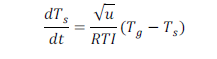 dT_s/dt = √u/RTI (T_g − T_s)